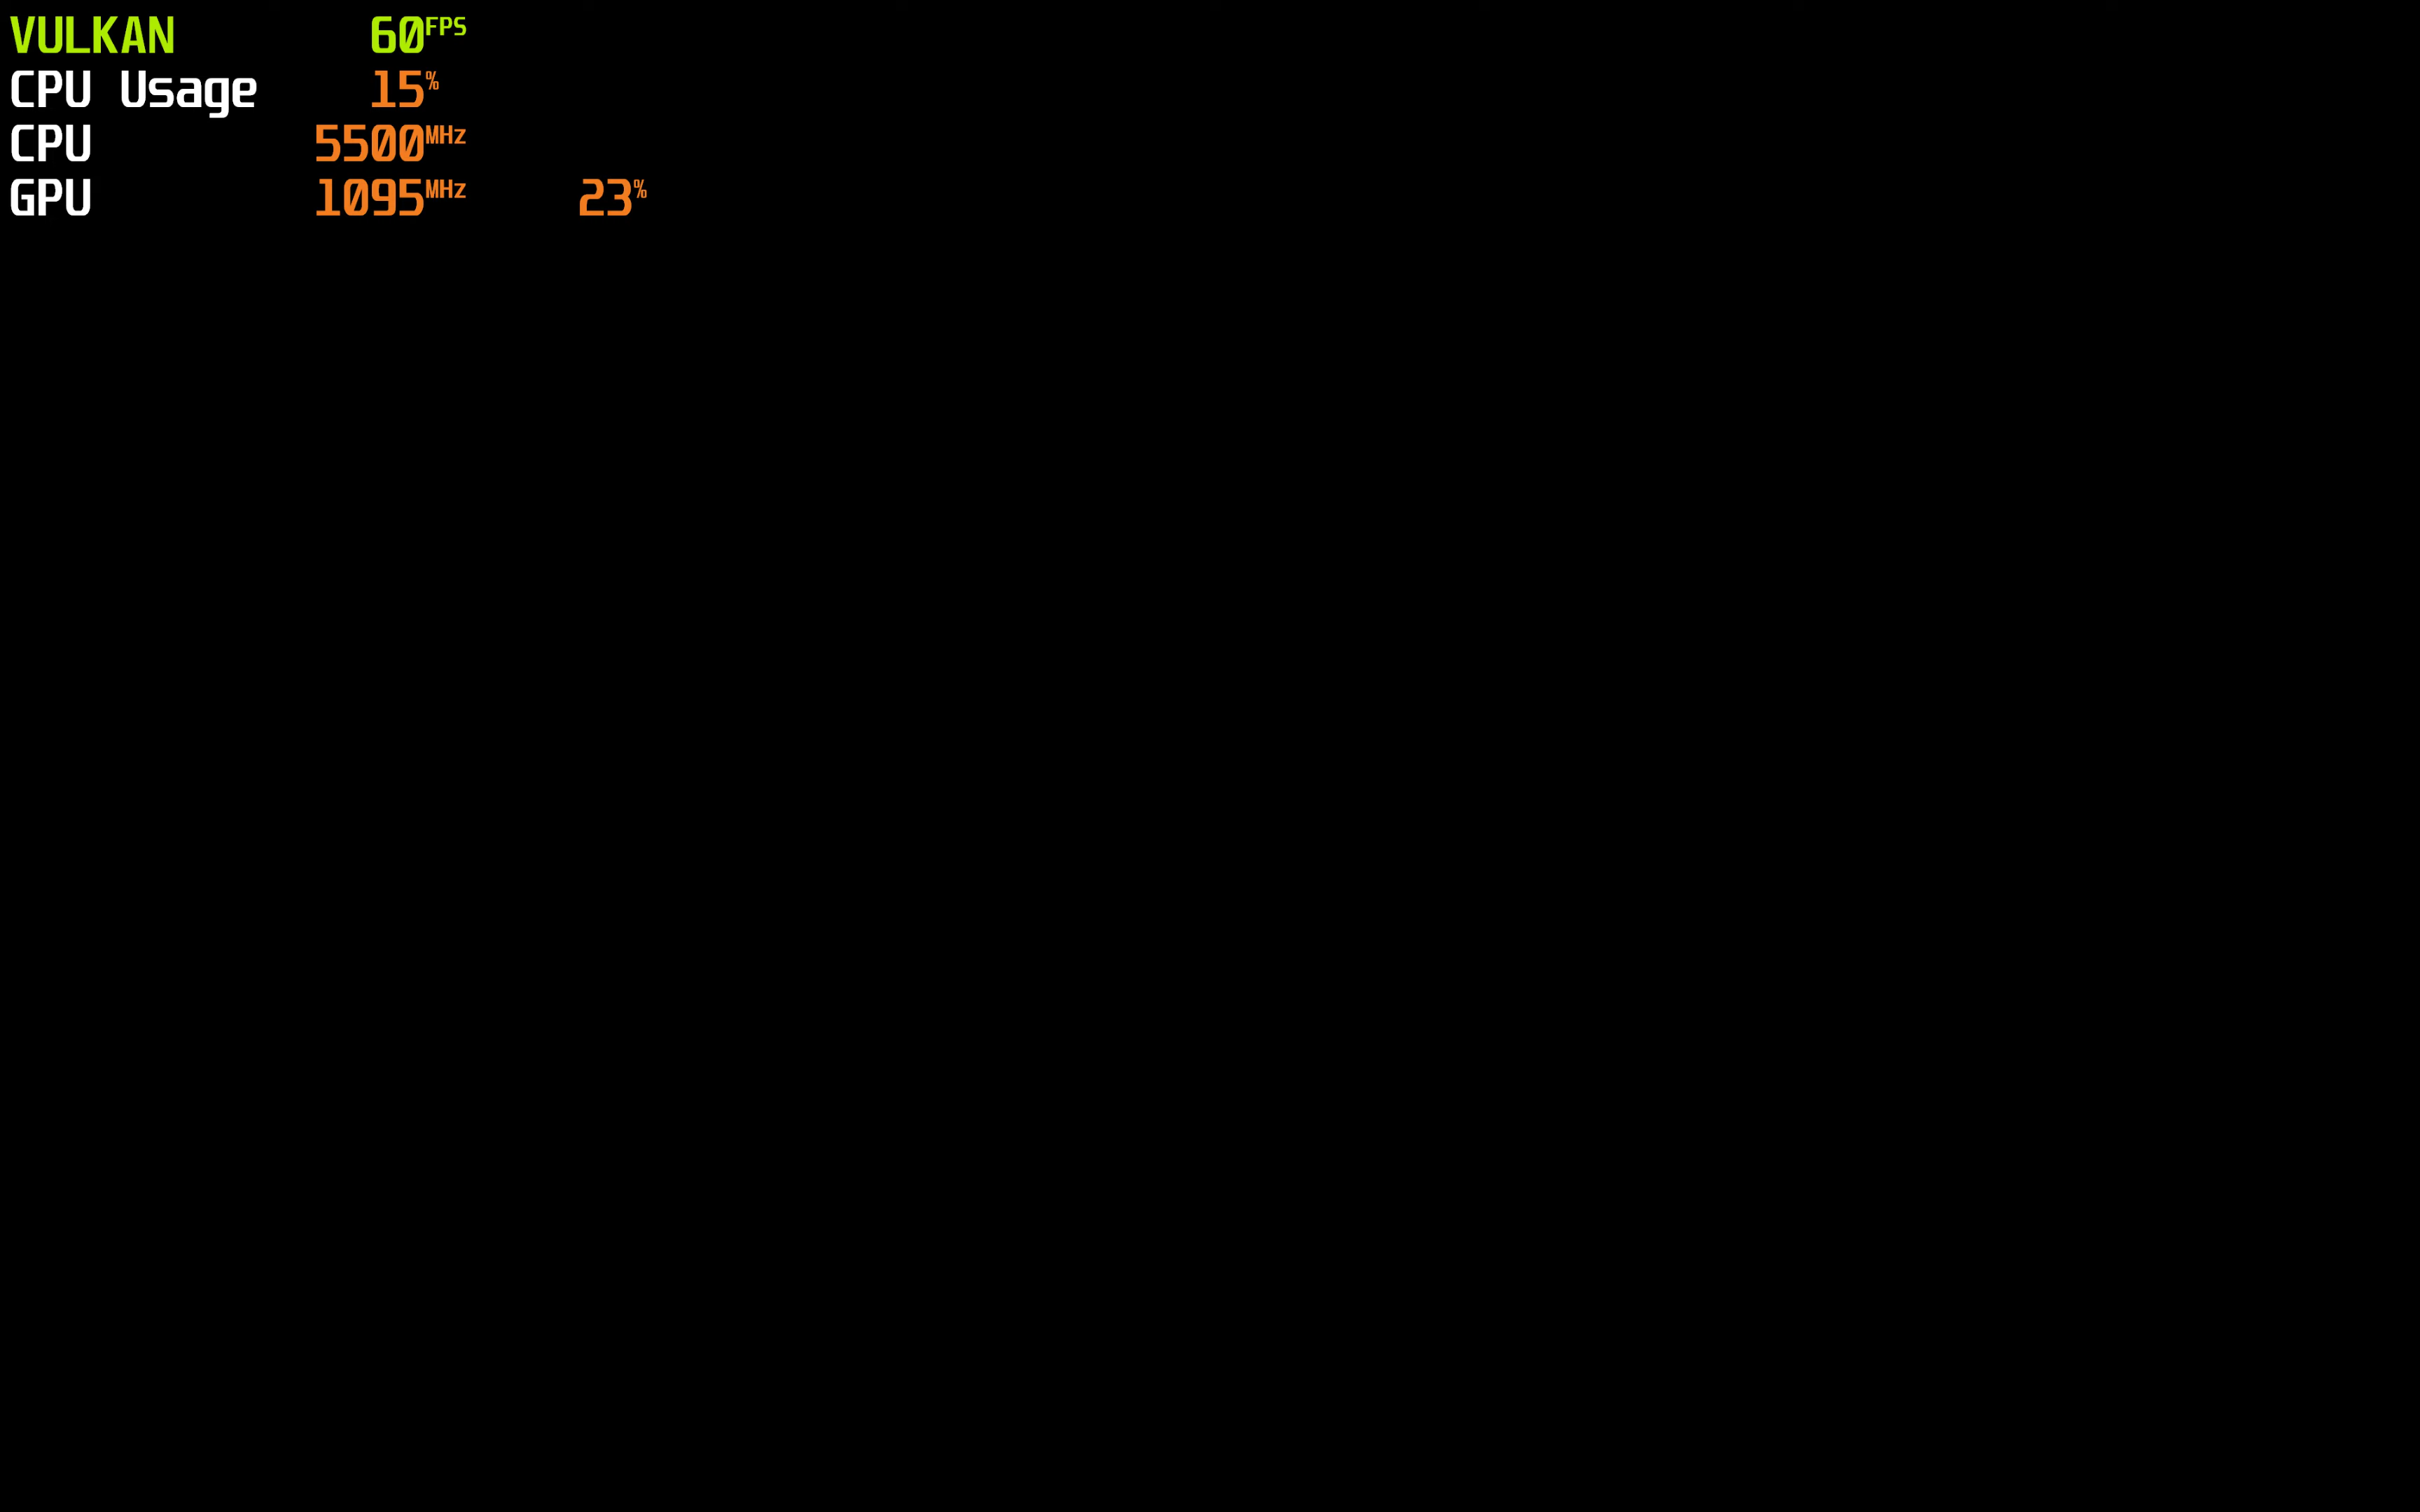 VULKAN 60FPS
CPU Usage 15%
CPU 5500MHz
GPU 1095MHz 23%